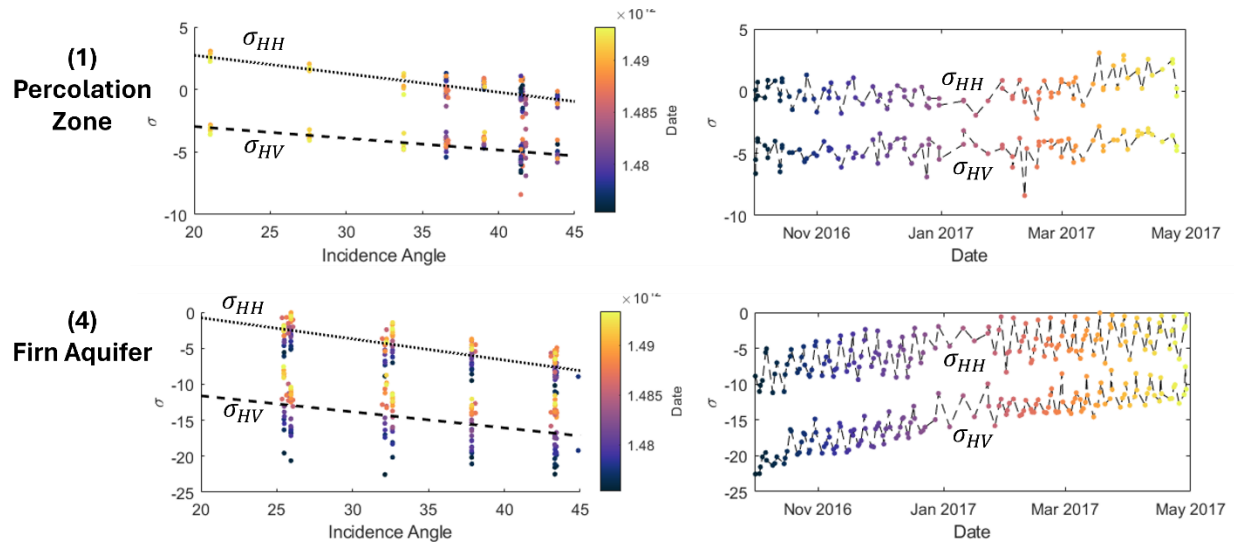 (1)
Percolation
Zone
5
0
-5
-10
σ
σHH
σHV
20 25 30 35 40 45
Incidence Angle
×10¹²
1.49
1.485
1.48
Date
5
0
-5
-10
σ
σHH
σHV
Nov 2016 Jan 2017 Mar 2017 May 2017
Date
(4)
Firn Aquifer
0
-5
-10
-15
-20
-25
σ
σHH
σHV
20 25 30 35 40 45
Incidence Angle
×10¹²
1.49
1.485
1.48
Date
0
-5
-10
-15
-20
-25
σ
σHH
σHV
Nov 2016 Jan 2017 Mar 2017 May 2017
Date